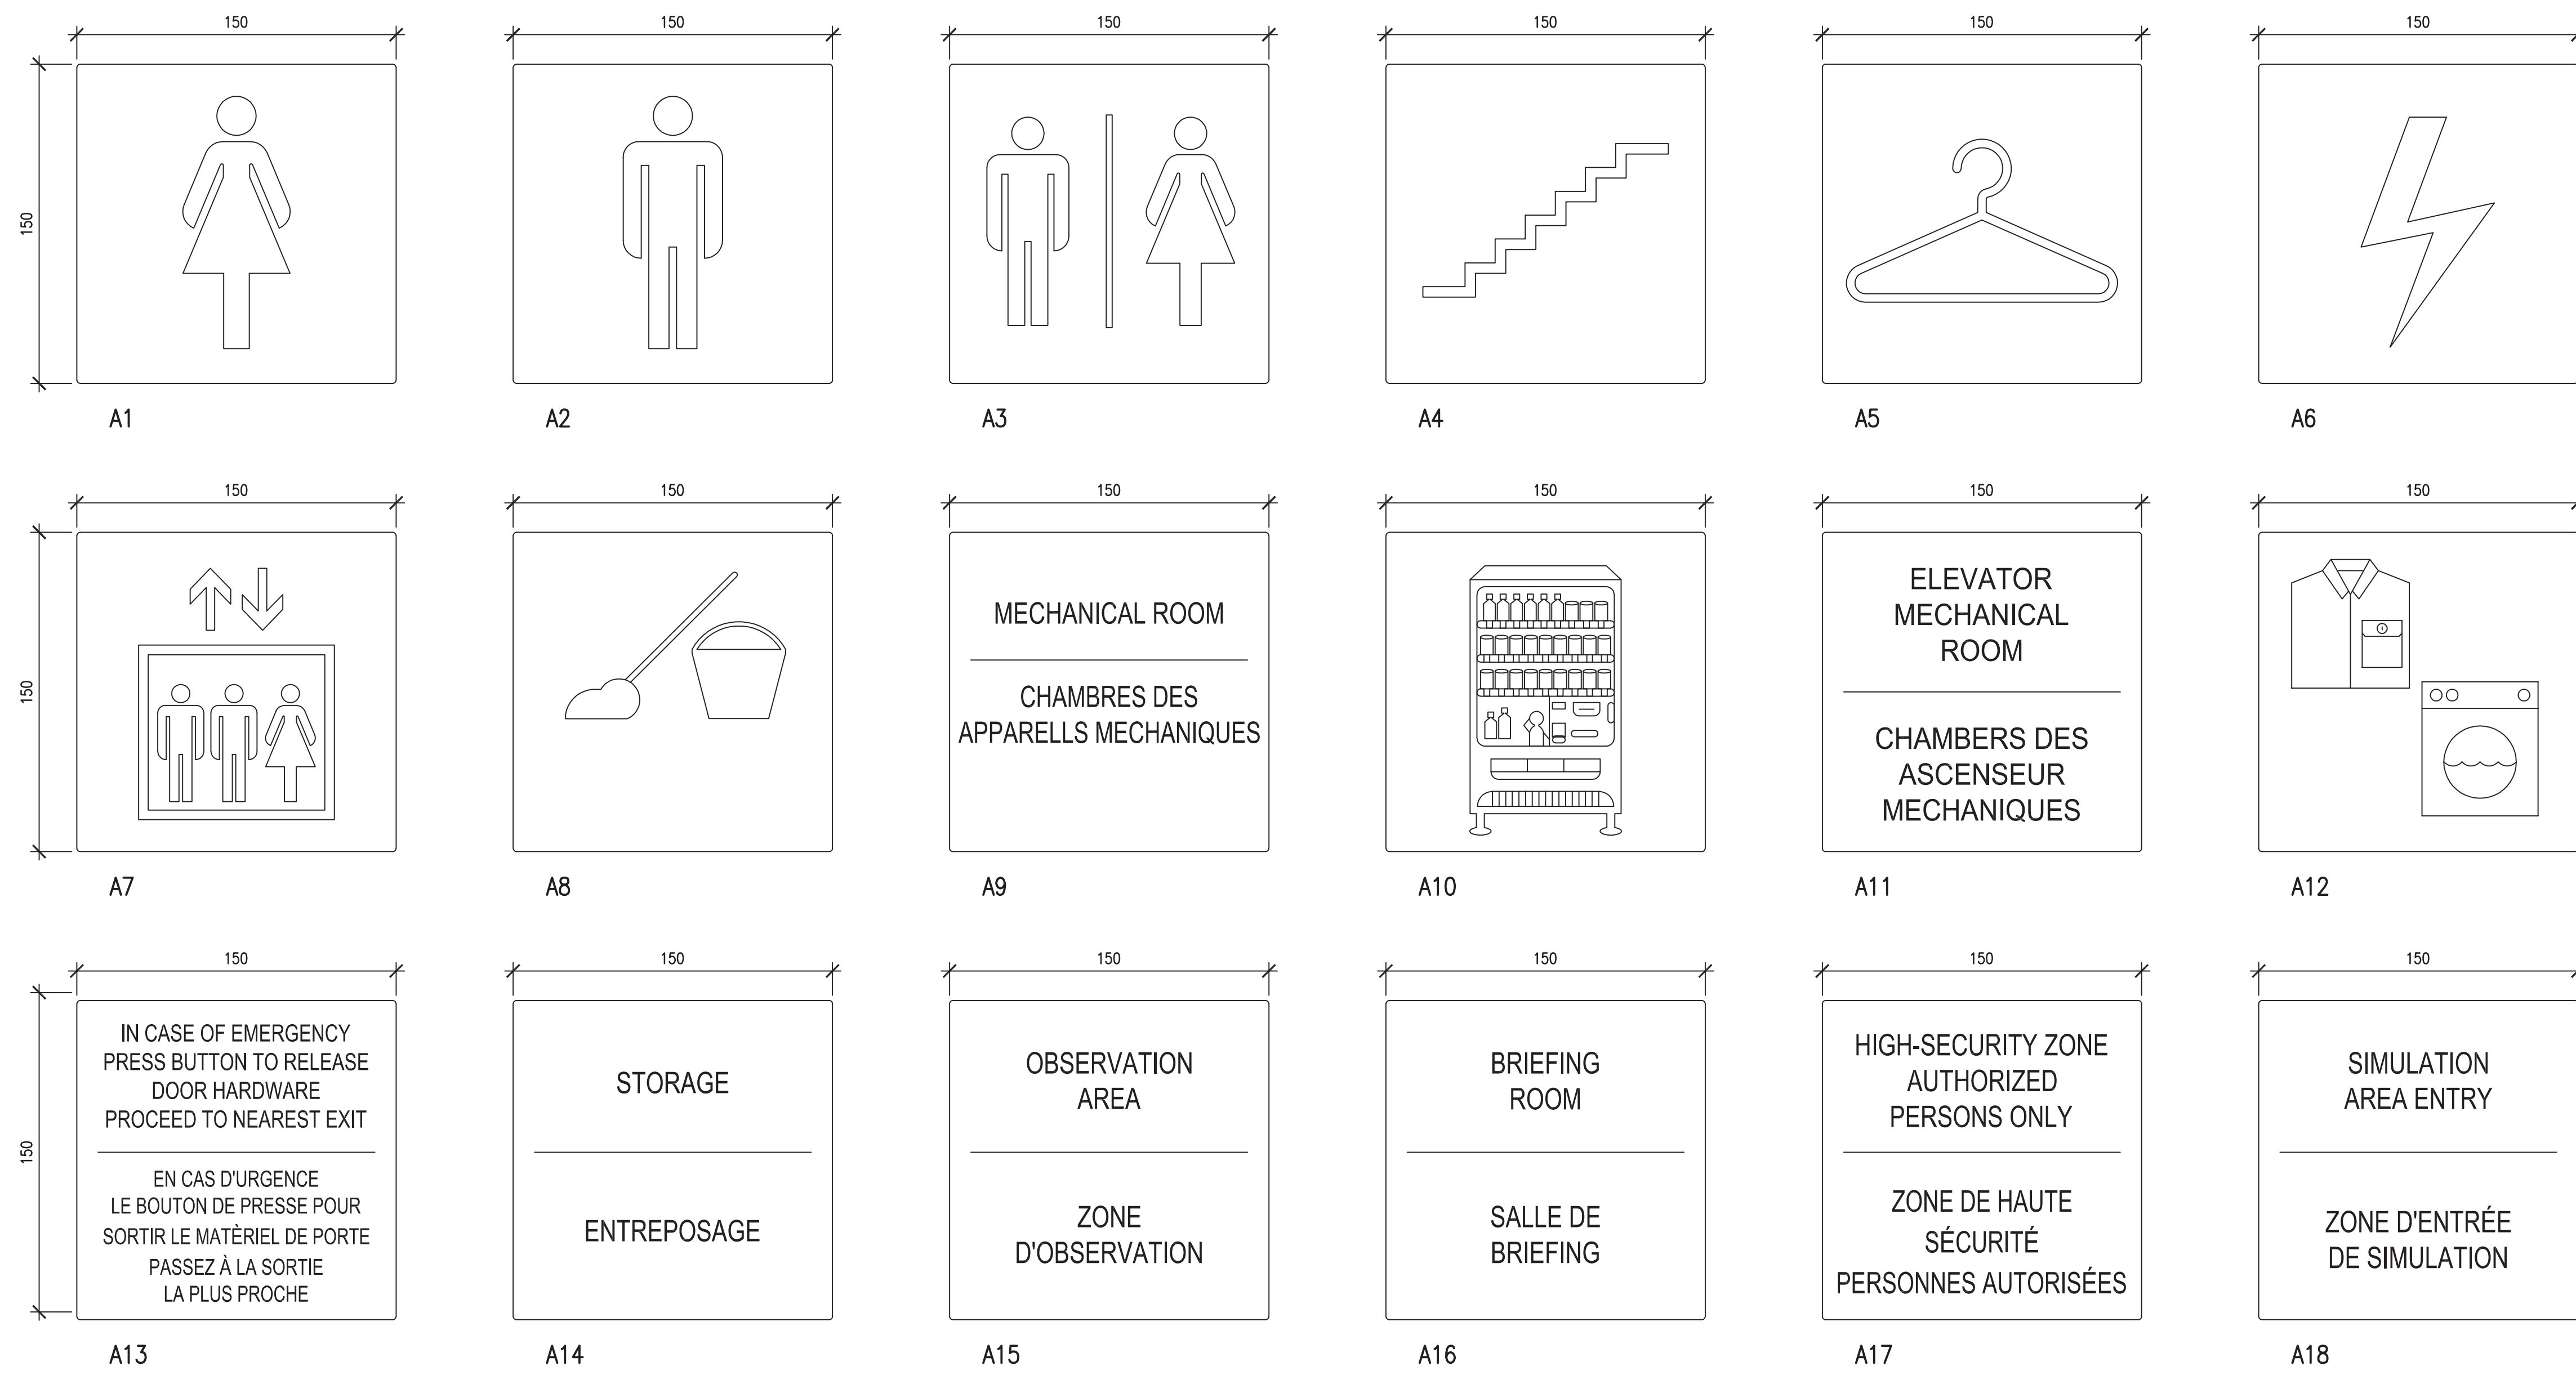 150 150 150 150 150 150
150
A1 A2 A3 A4 A5 A6
150 150 150 150 150 150
150
MECHANICAL ROOM
CHAMBRES DES
APPARELLS MECHANIQUES
ELEVATOR
MECHANICAL
ROOM
CHAMBERS DES
ASCENSEUR
MECHANIQUES
A7 A8 A9 A10 A11 A12
150 150 150 150 150 150
150
IN CASE OF EMERGENCY
PRESS BUTTON TO RELEASE
DOOR HARDWARE
PROCEED TO NEAREST EXIT
EN CAS D'URGENCE
LE BOUTON DE PRESSE POUR
SORTIR LE MATÈRIEL DE PORTE
PASSEZ À LA SORTIE
LA PLUS PROCHE
STORAGE
ENTREPOSAGE
OBSERVATION
AREA
ZONE
D'OBSERVATION
BRIEFING
ROOM
SALLE DE
BRIEFING
HIGH-SECURITY ZONE
AUTHORIZED
PERSONS ONLY
ZONE DE HAUTE
SÉCURITÉ
PERSONNES AUTORISÉES
SIMULATION
AREA ENTRY
ZONE D'ENTRÉE
DE SIMULATION
A13 A14 A15 A16 A17 A18